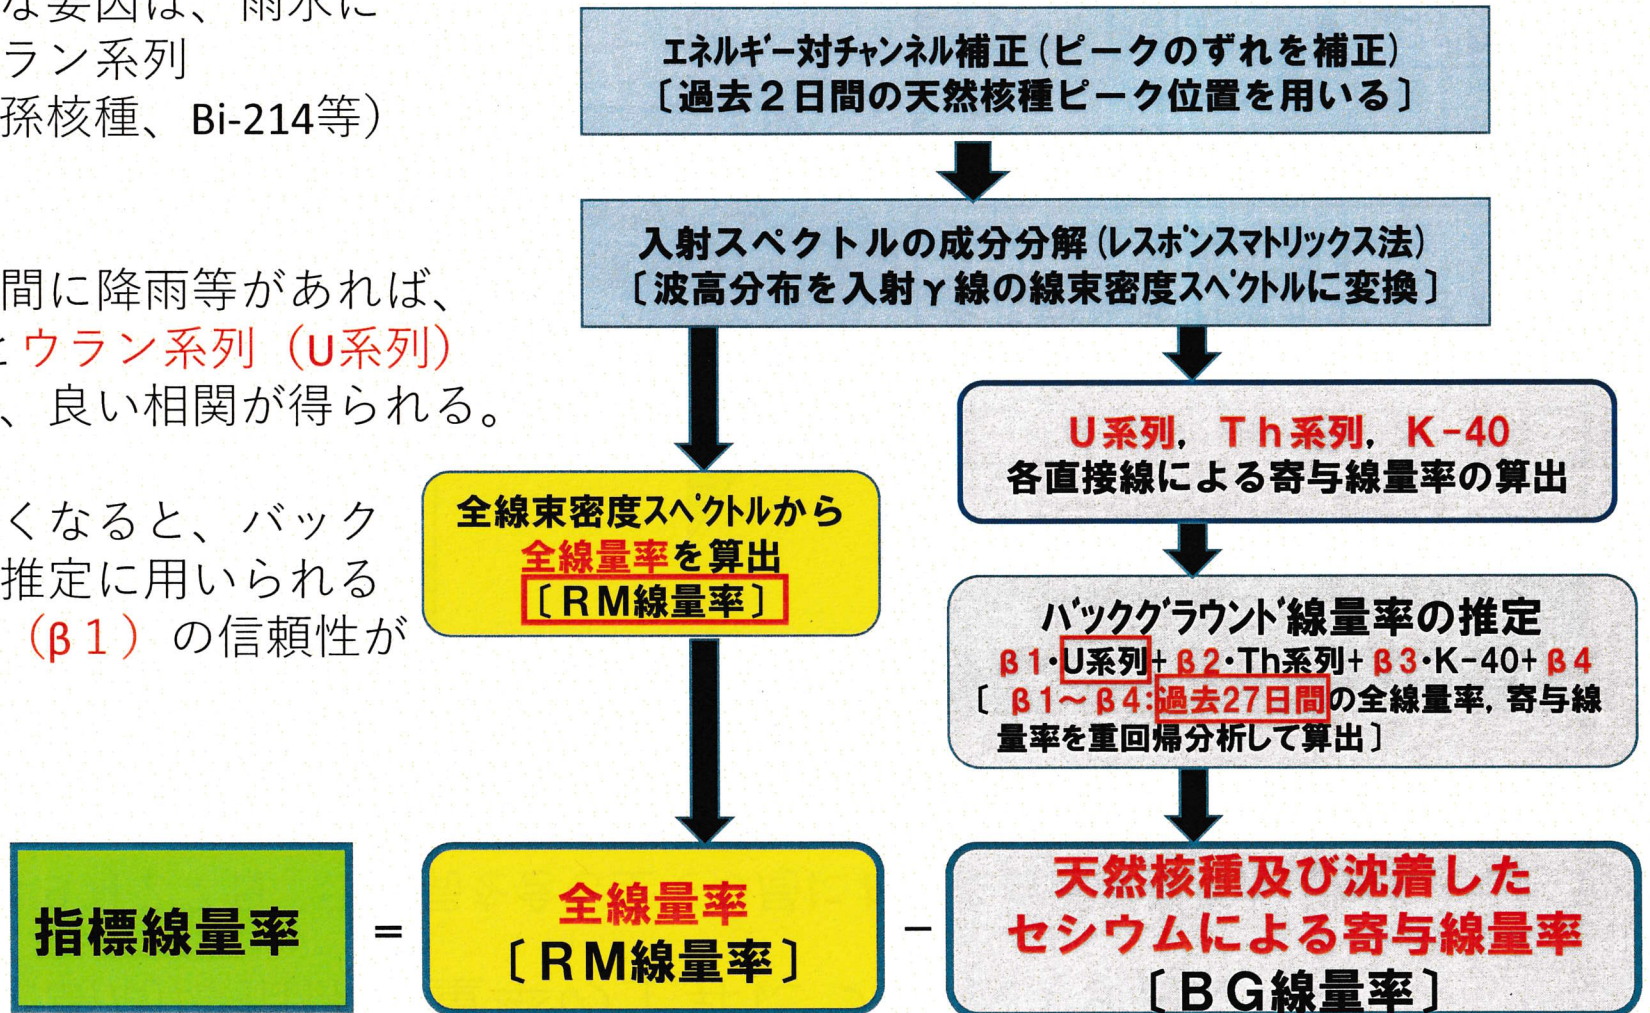 な要因は、雨水に
ラン系列
孫核種、Bi-214等）
間に降雨等があれば、
とウラン系列（U系列）
、良い相関が得られる。
くなると、バック
推定に用いられる
（β１）の信頼性が
エネルギー対チャンネル補正(ピークのずれを補正)
〔過去２日間の天然核種ピーク位置を用いる〕
入射スペクトルの成分分解(レスポンスマトリックス法)
〔波高分布を入射γ線の線束密度スペクトルに変換〕
U系列, Ｔｈ系列, K-40
各直接線による寄与線量率の算出
全線束密度スペクトルから
全線量率を算出
〔ＲＭ線量率〕
バックグラウンド線量率の推定
β1・U系列+β2・Th系列+β3・K-40+β4
〔β1～β4:過去27日間の全線量率, 寄与線
量率を重回帰分析して算出〕
指標線量率 = 全線量率 −
〔ＲＭ線量率〕
天然核種及び沈着した
セシウムによる寄与線量率
〔ＢＧ線量率〕